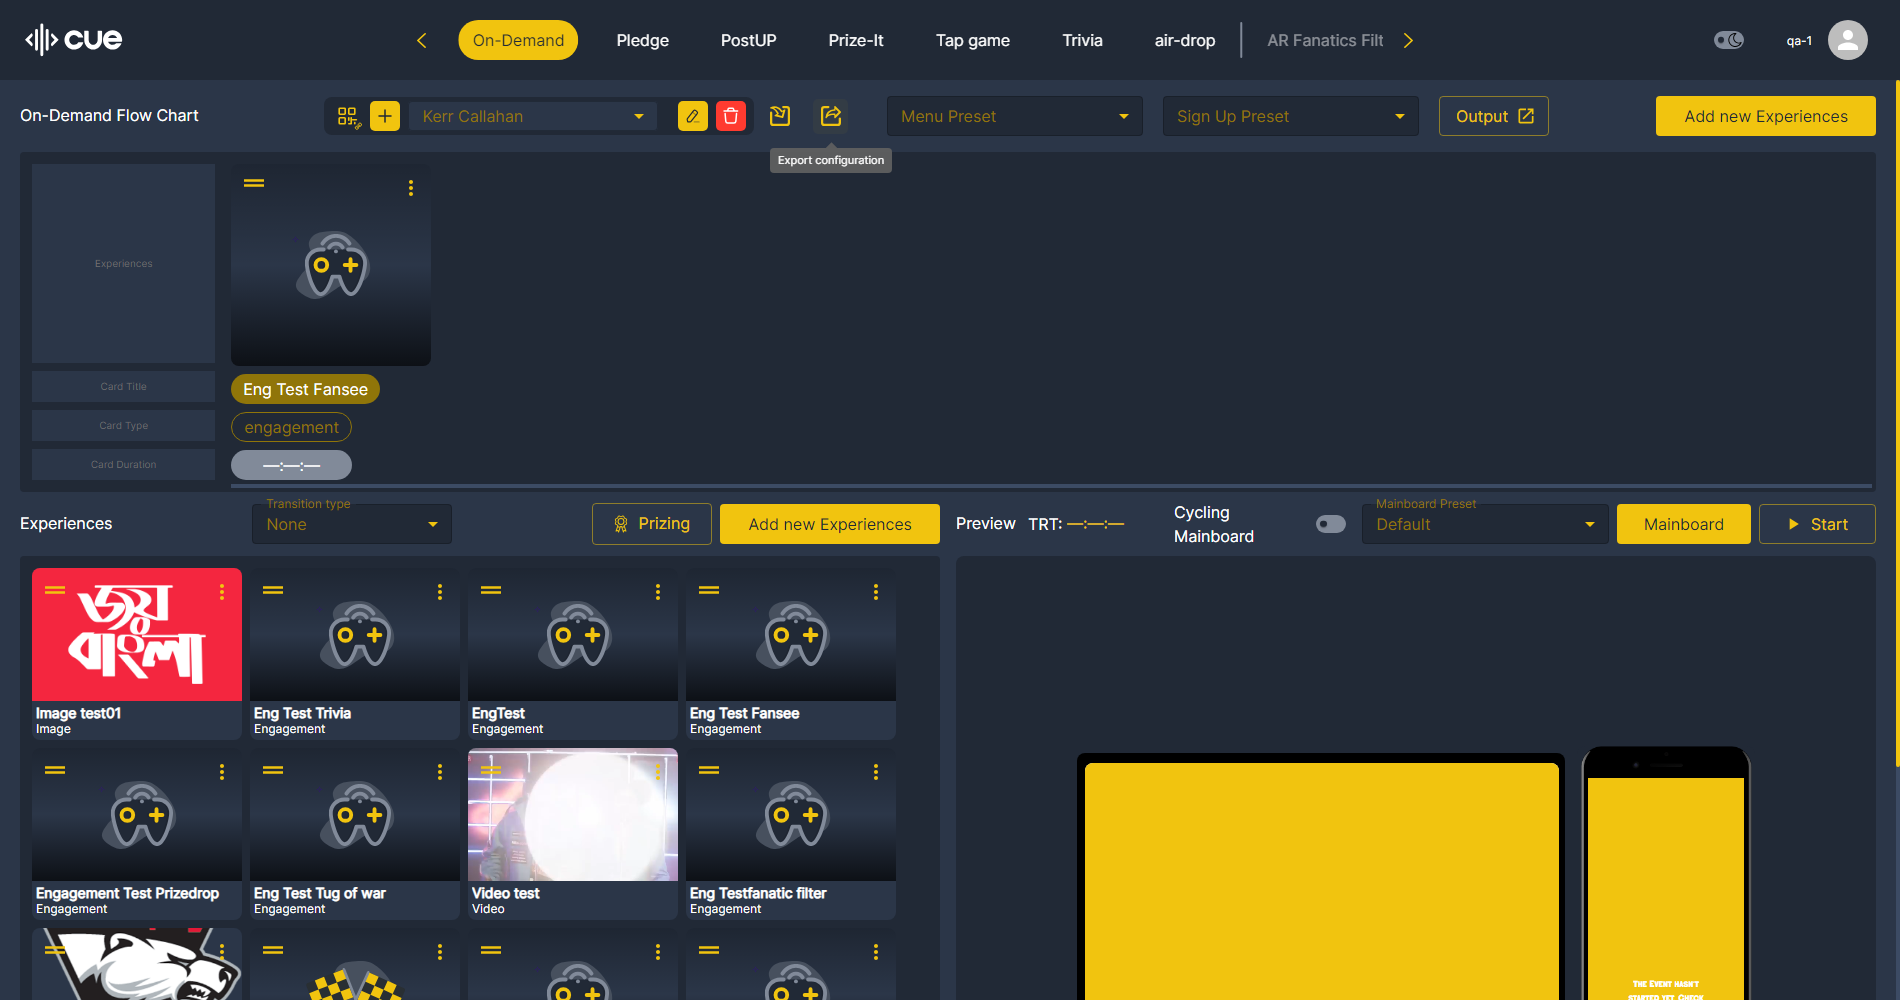 cue
On-Demand
Pledge
PostUP
Prize-It
Tap game
Trivia
air-drop
AR Fanatics Filt
qa-1
On-Demand Flow Chart
Kerr Callahan
Menu Preset
Sign Up Preset
Output
Add new Experiences
Export configuration
Experiences
Card Title
Eng Test Fansee
Card Type
engagement
Card Duration
—:—:—
Experiences
Transition type
None
Prizing
Add new Experiences
Preview
TRT: —:—:—
Cycling
Mainboard
Mainboard Preset
Default
Mainboard
Start
জয়
বাংলা
Image test01
Image
Eng Test Trivia
Engagement
EngTest
Engagement
Eng Test Fansee
Engagement
Engagement Test Prizedrop
Engagement
Eng Test Tug of war
Engagement
Video test
Video
Eng Testfanatic filter
Engagement
The Event hasn't
started yet. Check